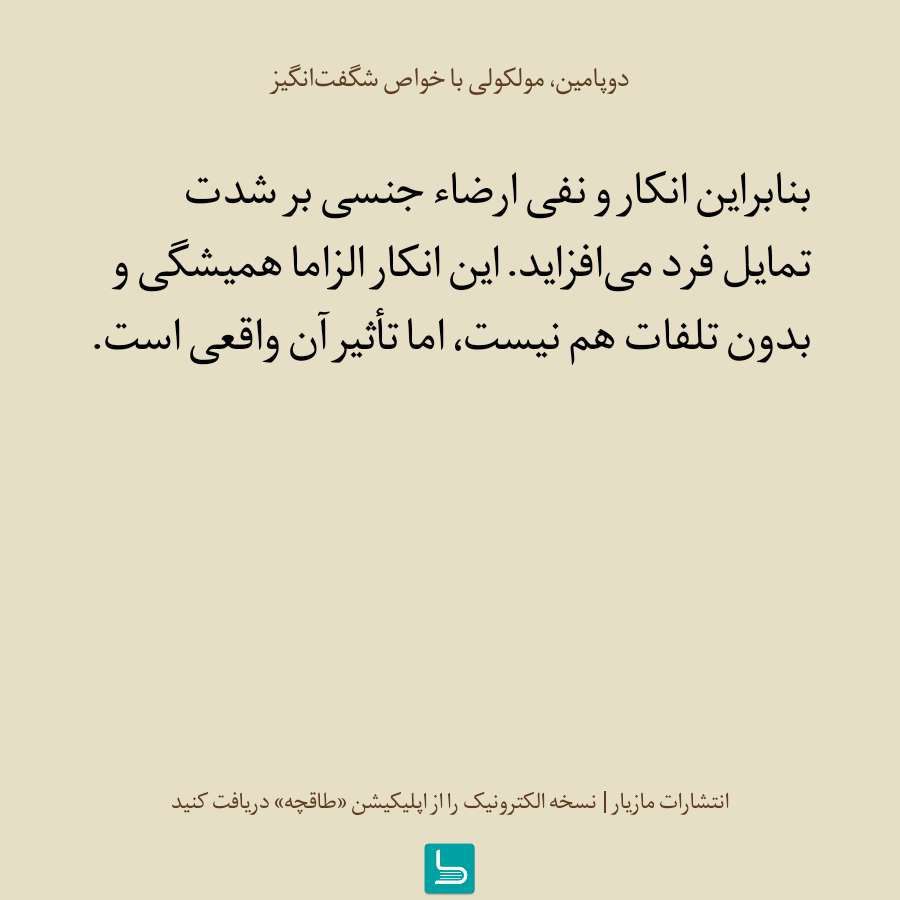 دوپامین، مولکولی با خواص شگفت‌انگیز
بنابراین انکار و نفی ارضاء جنسی بر شدت
تمایل فرد می‌افزاید. این انکار الزاما همیشگی و
بدون تلفات هم نیست، اما تأثیر آن واقعی است.
انتشارات مازیار | نسخه الکترونیک را از اپلیکیشن «طاقچه» دریافت کنید